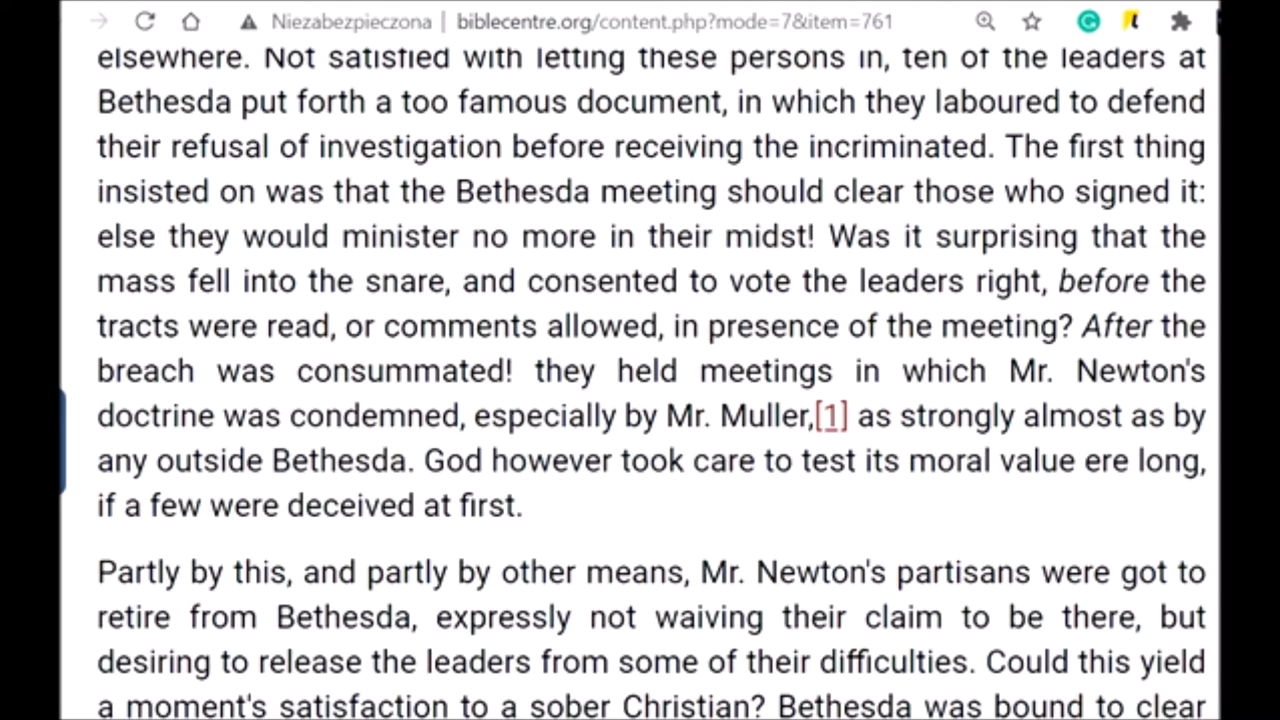 Niezabezpieczona | biblecentre.org/content.php?mode=7&item=761
elsewhere. Not satisfied with letting these persons in, ten of the leaders at
Bethesda put forth a too famous document, in which they laboured to defend
their refusal of investigation before receiving the incriminated. The first thing
insisted on was that the Bethesda meeting should clear those who signed it:
else they would minister no more in their midst! Was it surprising that the
mass fell into the snare, and consented to vote the leaders right, before the
tracts were read, or comments allowed, in presence of the meeting? After the
breach was consummated! they held meetings in which Mr. Newton's
doctrine was condemned, especially by Mr. Muller,[1] as strongly almost as by
any outside Bethesda. God however took care to test its moral value ere long,
if a few were deceived at first.
Partly by this, and partly by other means, Mr. Newton's partisans were got to
retire from Bethesda, expressly not waiving their claim to be there, but
desiring to release the leaders from some of their difficulties. Could this yield
a moment's satisfaction to a sober Christian? Bethesda was bound to clear